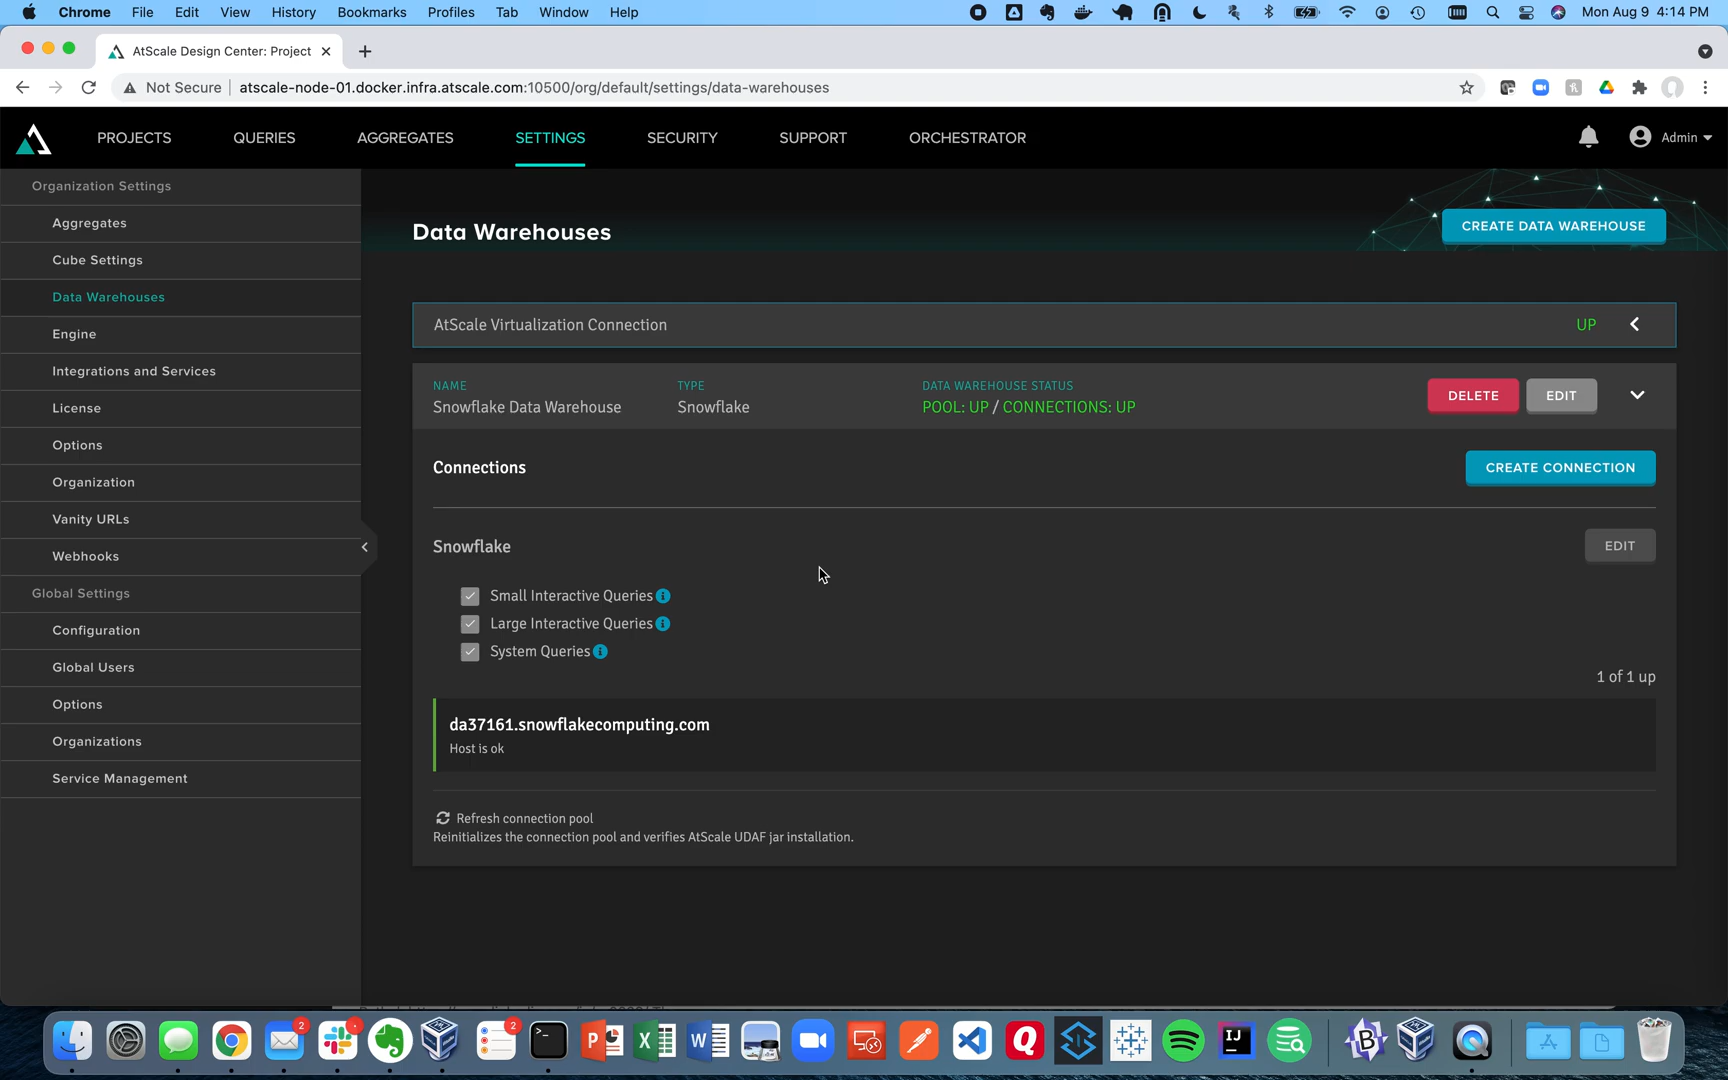 Chrome File Edit View History Bookmarks Profiles Tab Window Help Mon Aug 9 4:14 PM
AtScale Design Center: Project
Not Secure atscale-node-01.docker.infra.atscale.com:10500/org/default/settings/data-warehouses
PROJECTS QUERIES AGGREGATES SETTINGS SECURITY SUPPORT ORCHESTRATOR Admin
Organization Settings
Aggregates
Cube Settings
Data Warehouses
Engine
Integrations and Services
License
Options
Organization
Vanity URLs
Webhooks
Global Settings
Configuration
Global Users
Options
Organizations
Service Management
Data Warehouses
CREATE DATA WAREHOUSE
AtScale Virtualization Connection UP
NAME TYPE DATA WAREHOUSE STATUS
Snowflake Data Warehouse Snowflake POOL: UP / CONNECTIONS: UP
DELETE EDIT
Connections
CREATE CONNECTION
Snowflake
EDIT
Small Interactive Queries
Large Interactive Queries
System Queries
1 of 1 up
da37161.snowflakecomputing.com
Host is ok
Refresh connection pool
Reinitializes the connection pool and verifies AtScale UDAF jar installation.
2 2